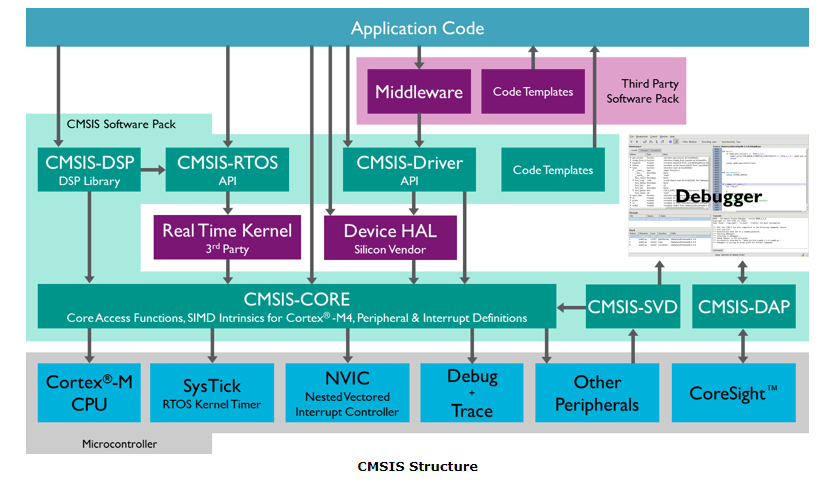 Application Code
Middleware
Code Templates
Third Party
Software Pack
CMSIS Software Pack
CMSIS-DSP
DSP Library
CMSIS-RTOS
API
CMSIS-Driver
API
Code Templates
Debugger
Real Time Kernel
3rd Party
Device HAL
Silicon Vendor
CMSIS-CORE
Core Access Functions, SIMD Intrinsics for Cortex® -M4, Peripheral & Interrupt Definitions
CMSIS-SVD
CMSIS-DAP
Cortex®-M
CPU
SysTick
RTOS Kernel Timer
NVIC
Nested Vectored
Interrupt Controller
Debug
+
Trace
Other
Peripherals
CoreSight™
Microcontroller
CMSIS Structure